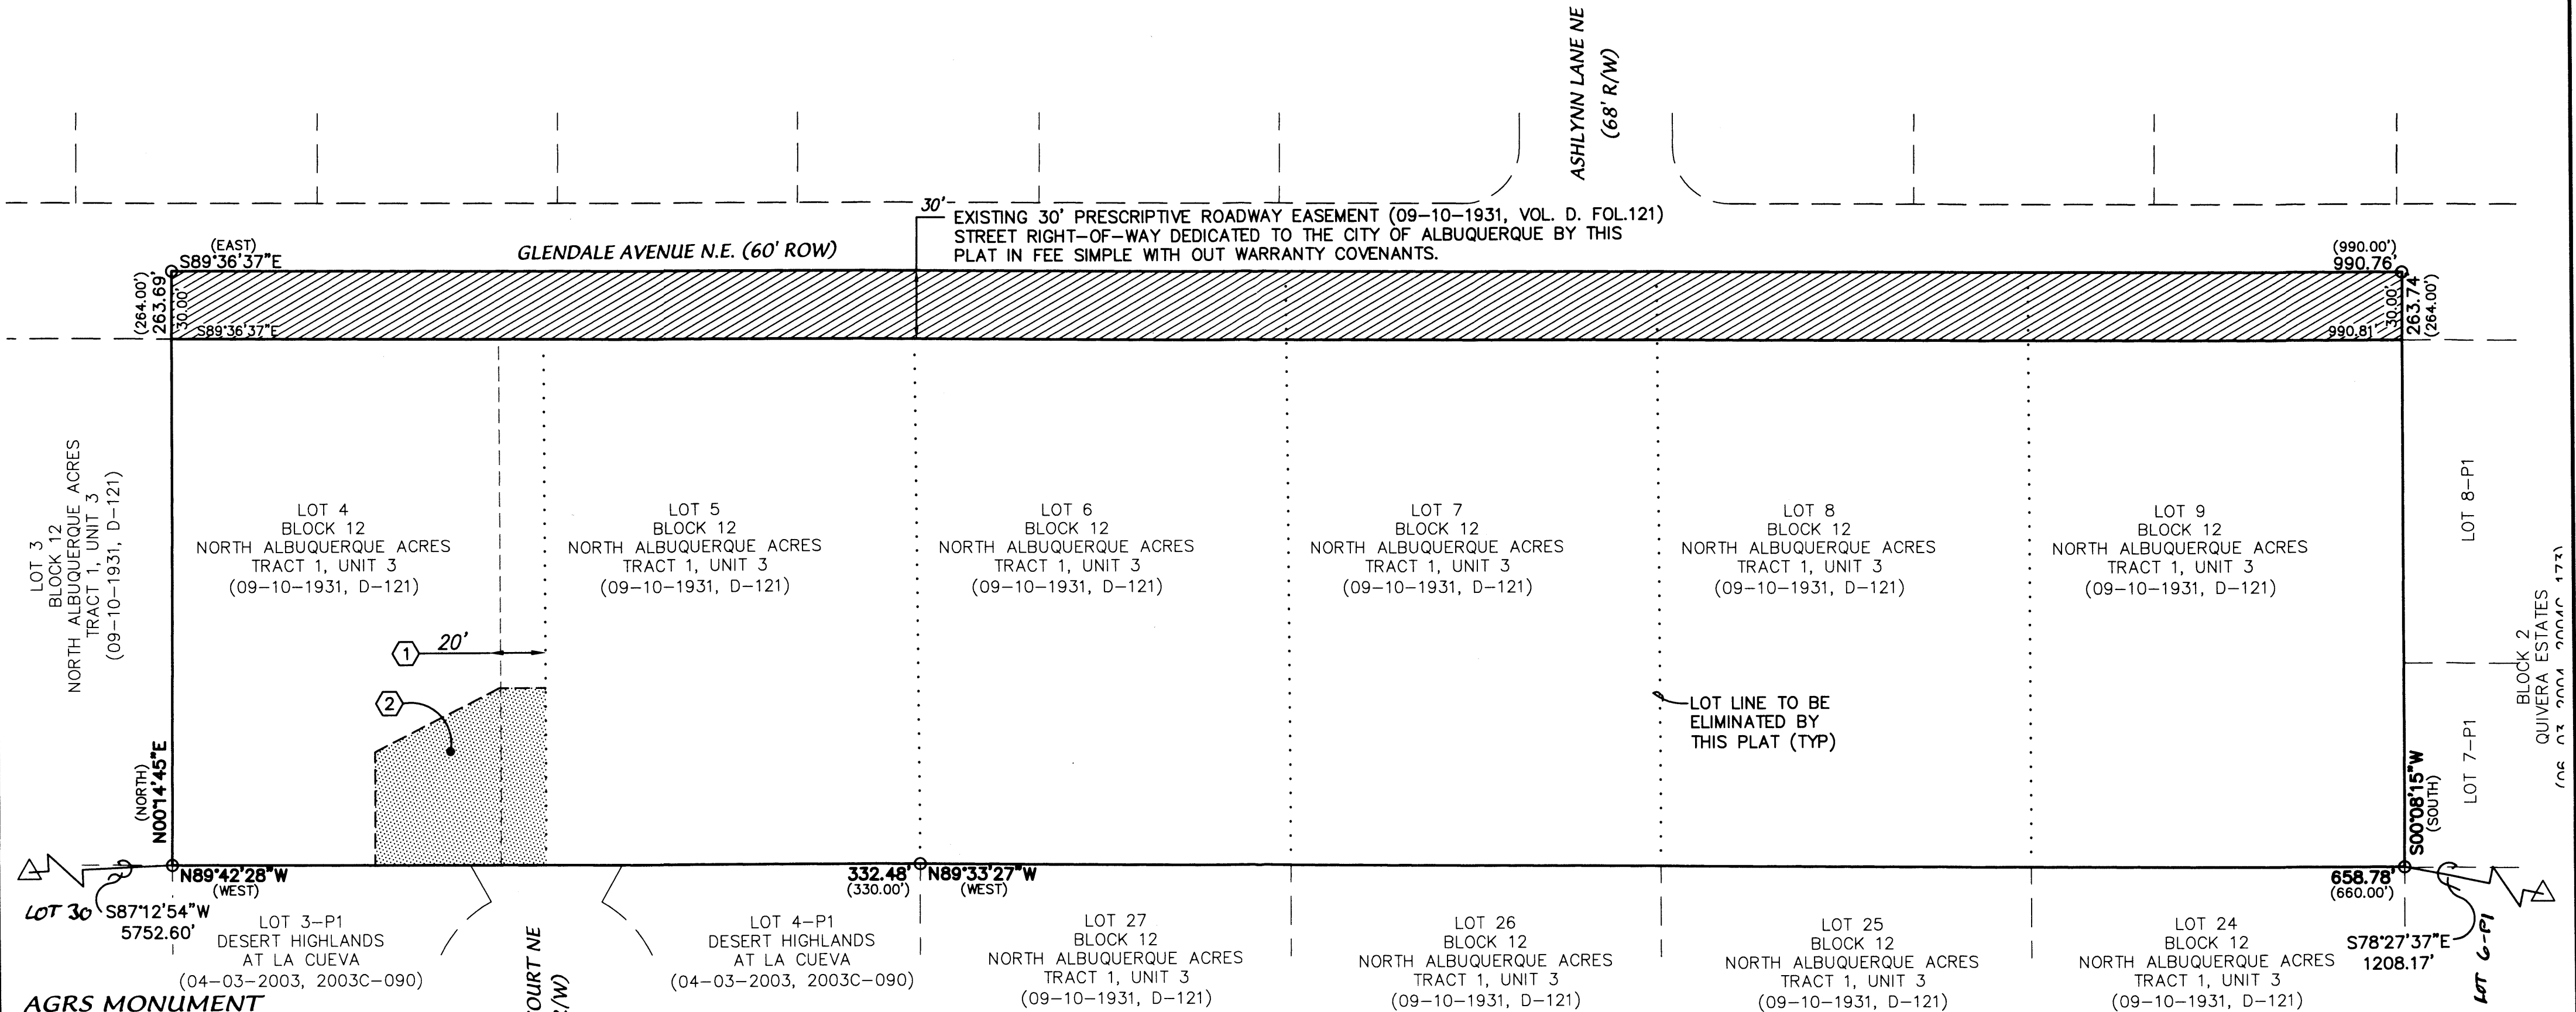 ASHLYNN LANE NE
(68' R/W)
30'
EXISTING 30' PRESCRIPTIVE ROADWAY EASEMENT (09-10-1931, VOL. D. FOL.121)
STREET RIGHT-OF-WAY DEDICATED TO THE CITY OF ALBUQUERQUE BY THIS
PLAT IN FEE SIMPLE WITH OUT WARRANTY COVENANTS.
(EAST)
S89°36'37"E
GLENDALE AVENUE N.E. (60' ROW)
(990.00')
990.76'
(264.00')
263.69'
30.00'
S89°36'37"E
990.81'
30.00'
263.74'
(264.00')
LOT 3
BLOCK 12
NORTH ALBUQUERQUE ACRES
TRACT 1, UNIT 3
(09-10-1931, D-121)
LOT 4
BLOCK 12
NORTH ALBUQUERQUE ACRES
TRACT 1, UNIT 3
(09-10-1931, D-121)
LOT 5
BLOCK 12
NORTH ALBUQUERQUE ACRES
TRACT 1, UNIT 3
(09-10-1931, D-121)
LOT 6
BLOCK 12
NORTH ALBUQUERQUE ACRES
TRACT 1, UNIT 3
(09-10-1931, D-121)
LOT 7
BLOCK 12
NORTH ALBUQUERQUE ACRES
TRACT 1, UNIT 3
(09-10-1931, D-121)
LOT 8
BLOCK 12
NORTH ALBUQUERQUE ACRES
TRACT 1, UNIT 3
(09-10-1931, D-121)
LOT 9
BLOCK 12
NORTH ALBUQUERQUE ACRES
TRACT 1, UNIT 3
(09-10-1931, D-121)
LOT 8-P1
LOT 7-P1
BLOCK 2
QUIVERA ESTATES
1
20'
2
LOT LINE TO BE
ELIMINATED BY
THIS PLAT (TYP)
(NORTH)
N00°14'45"E
S00°08'15"W
(SOUTH)
N89°42'28"W
(WEST)
332.48'
(330.00')
N89°33'27"W
(WEST)
658.78'
(660.00')
LOT 30
S87°12'54"W
5752.60'
LOT 3-P1
DESERT HIGHLANDS
AT LA CUEVA
(04-03-2003, 2003C-090)
LOT 4-P1
DESERT HIGHLANDS
AT LA CUEVA
(04-03-2003, 2003C-090)
LOT 27
BLOCK 12
NORTH ALBUQUERQUE ACRES
TRACT 1, UNIT 3
(09-10-1931, D-121)
LOT 26
BLOCK 12
NORTH ALBUQUERQUE ACRES
TRACT 1, UNIT 3
(09-10-1931, D-121)
LOT 25
BLOCK 12
NORTH ALBUQUERQUE ACRES
TRACT 1, UNIT 3
(09-10-1931, D-121)
LOT 24
BLOCK 12
NORTH ALBUQUERQUE ACRES
TRACT 1, UNIT 3
(09-10-1931, D-121)
S78°27'37"E
1208.17'
LOT 6-P1
AGRS MONUMENT
NE